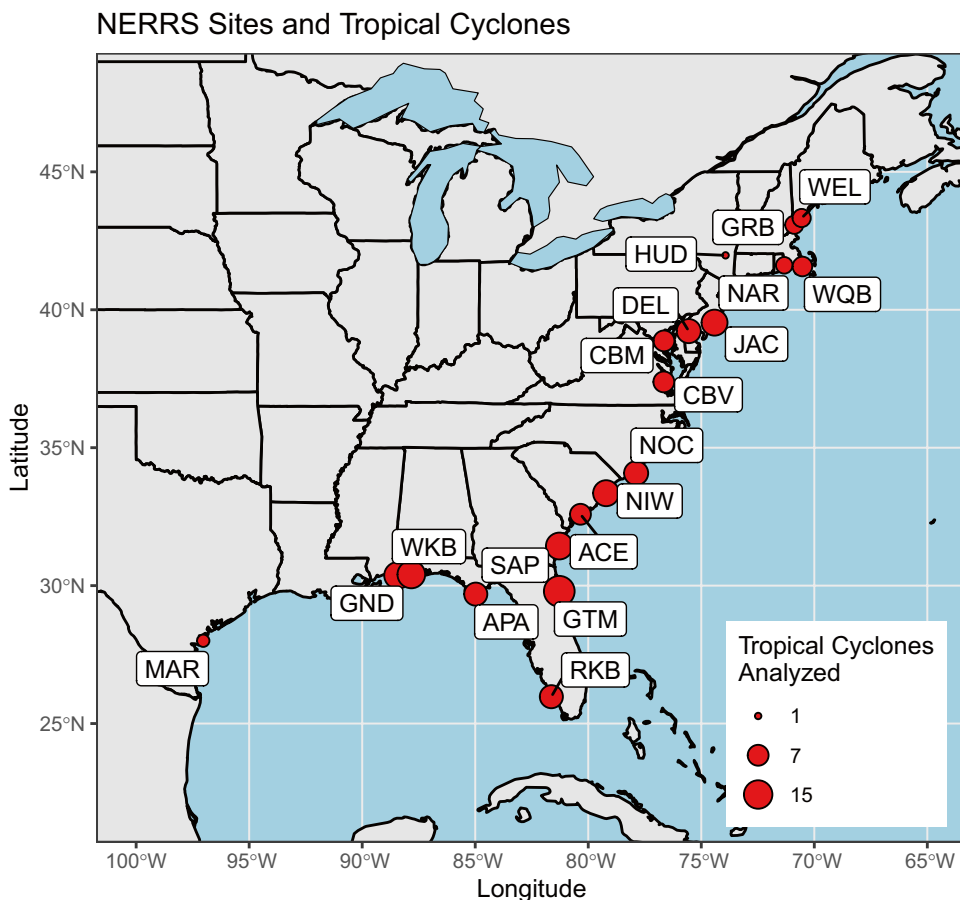 NERRS Sites and Tropical Cyclones
45°N
40°N
35°N
30°N
25°N
Latitude
WEL
GRB
HUD
NAR
WQB
DEL
JAC
CBM
CBV
NOC
NIW
ACE
WKB
SAP
GND
APA
GTM
MAR
RKB
Tropical Cyclones
Analyzed
1
7
15
100°W 95°W 90°W 85°W 80°W 75°W 70°W 65°W
Longitude